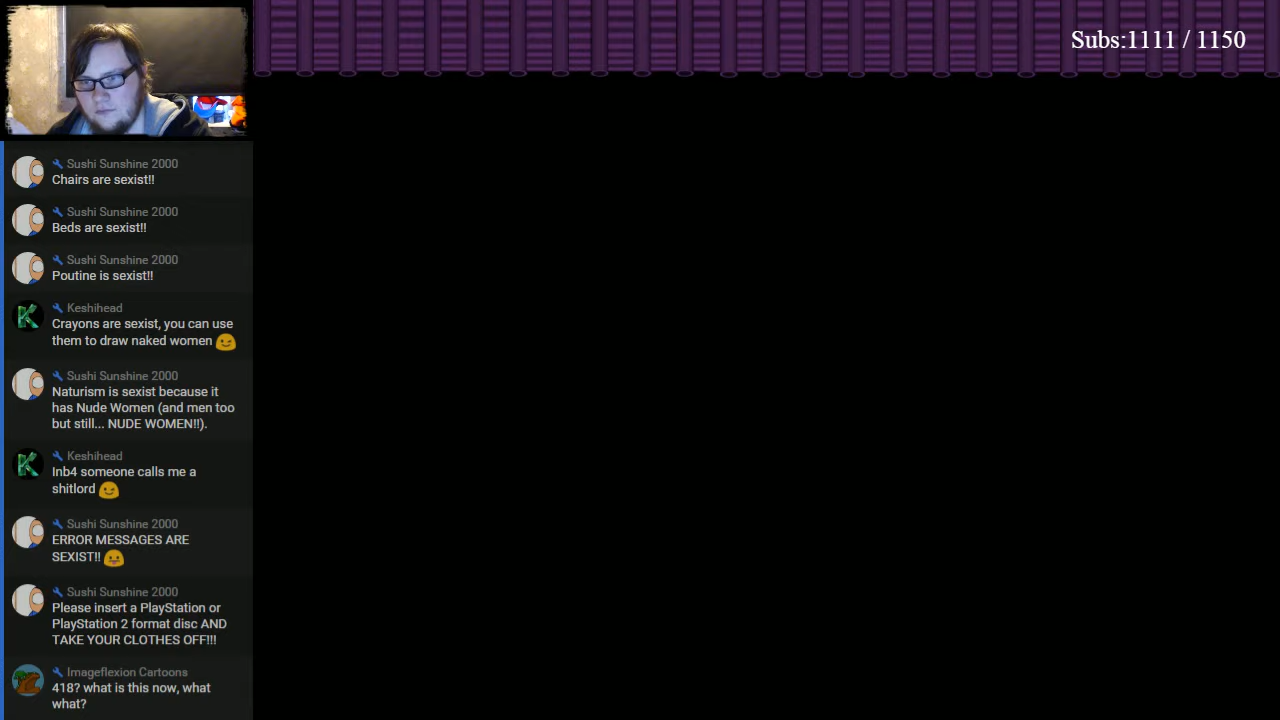 Subs:1111 / 1150
Sushi Sunshine 2000
Chairs are sexist!!
Sushi Sunshine 2000
Beds are sexist!!
Sushi Sunshine 2000
Poutine is sexist!!
Keshihead
Crayons are sexist, you can use
them to draw naked women
Sushi Sunshine 2000
Naturism is sexist because it
has Nude Women (and men too
but still... NUDE WOMEN!!).
Keshihead
Inb4 someone calls me a
shitlord
Sushi Sunshine 2000
ERROR MESSAGES ARE
SEXIST!!
Sushi Sunshine 2000
Please insert a PlayStation or
PlayStation 2 format disc AND
TAKE YOUR CLOTHES OFF!!!
Imageflexion Cartoons
418? what is this now, what
what?